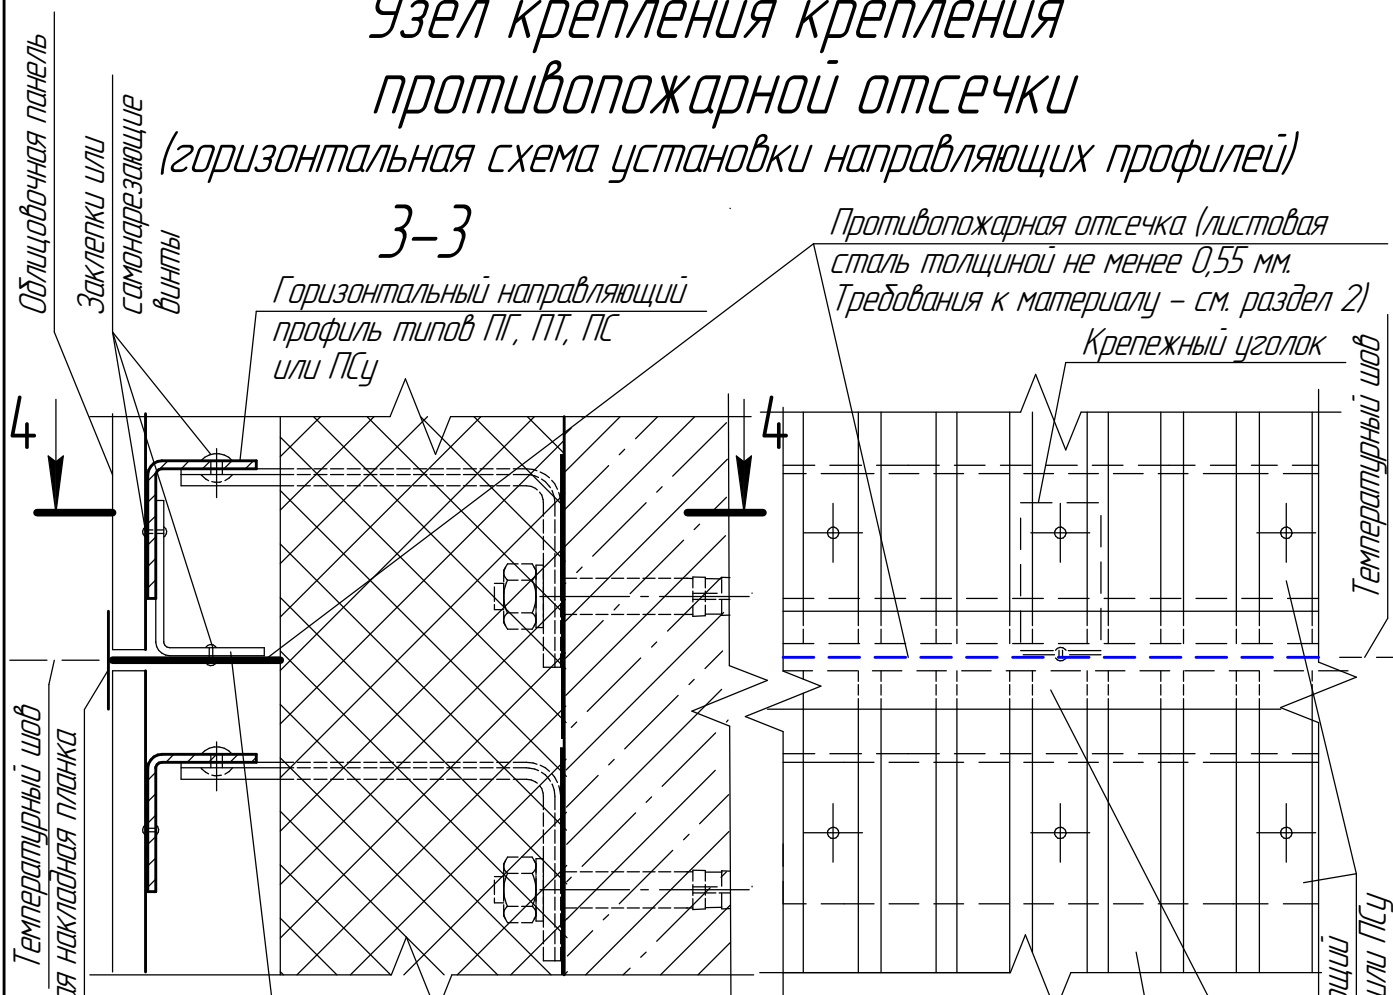 Узел крепления крепления
противопожарной отсечки
(горизонтальная схема установки направляющих профилей)
3-3
Облицовочная панель
Заклепки или
самонарезающие
винты
Горизонтальный направляющий
профиль типов ПГ, ПТ, ПС
или ПСу
Противопожарная отсечка (листовая
сталь толщиной не менее 0,55 мм.
Требования к материалу - см. раздел 2)
Крепежный уголок
Температурный шов
4
4
Температурный шов
накладная планка
или ПСу